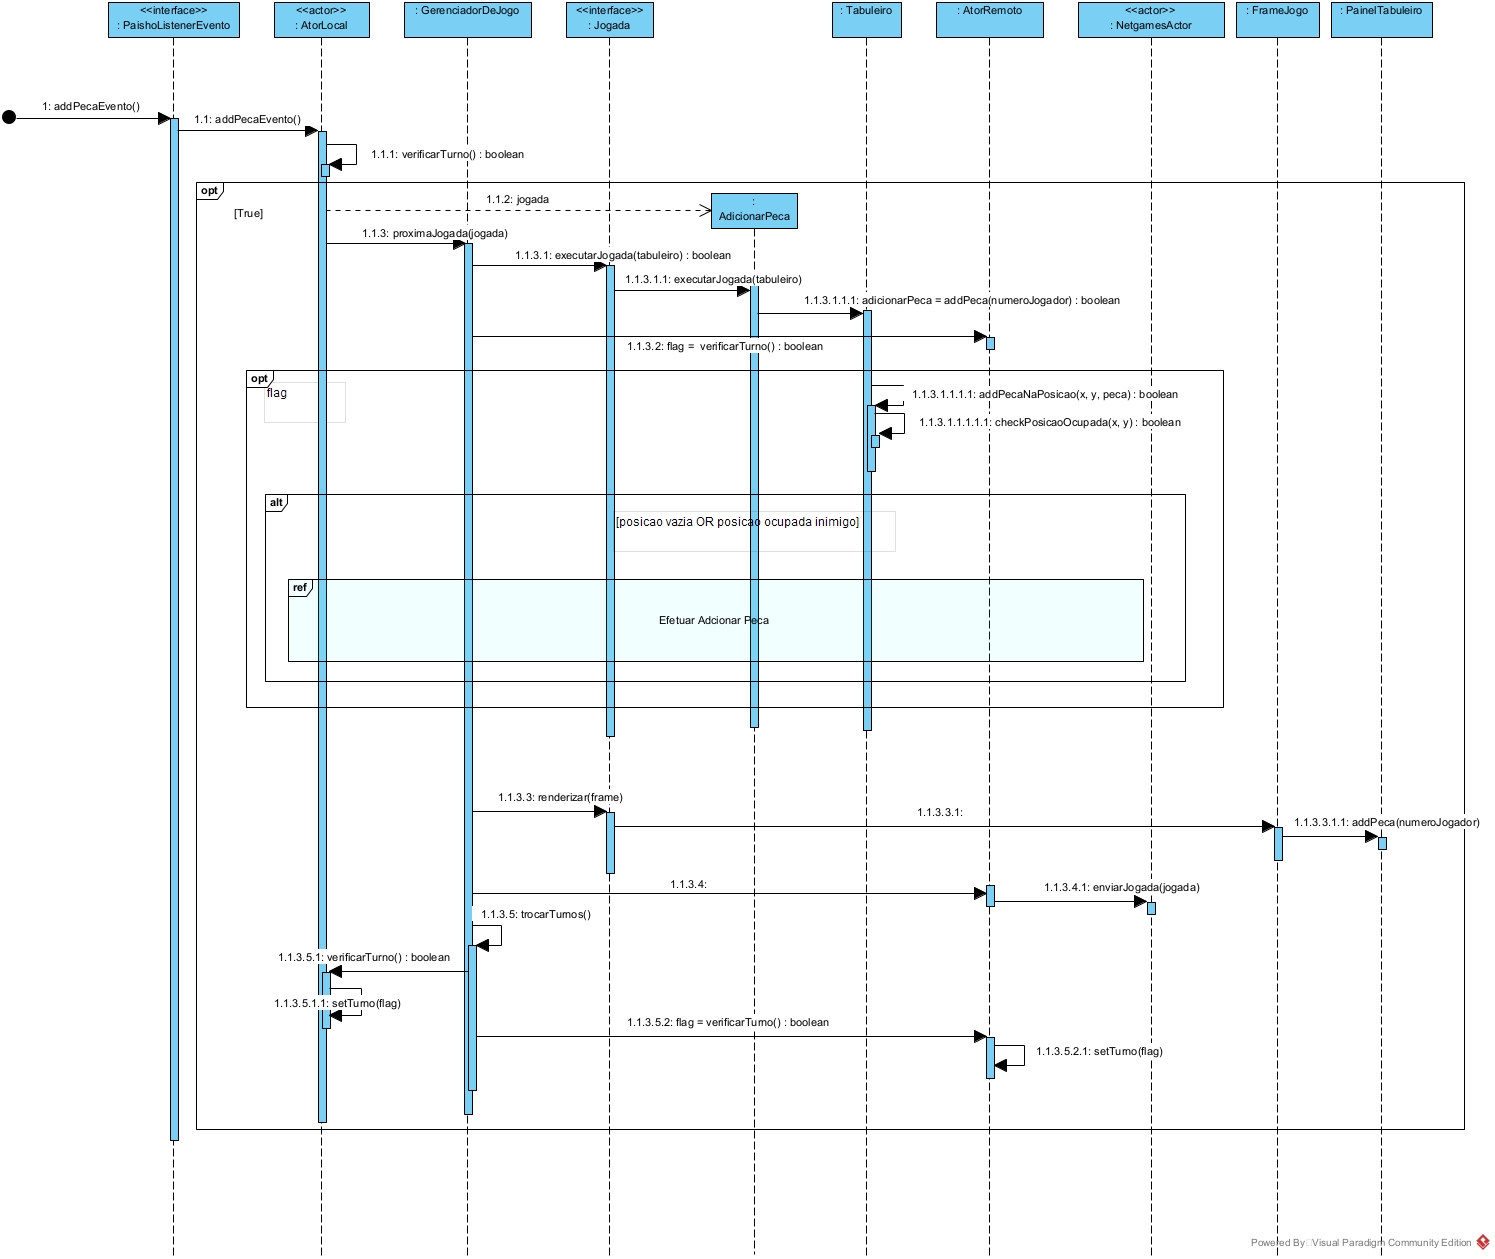 <<interface>>
: PaishoListenerEvento
<<actor>>
: AtorLocal
: GerenciadorDeJogo
<<interface>>
: Jogada
: Tabuleiro
: AtorRemoto
<<actor>>
: NetgamesActor
: FrameJogo
: PainelTabuleiro
1: addPecaEvento()
1.1: addPecaEvento()
1.1.1: verificarTurno() : boolean
opt
[True]
1.1.2: jogada
:
AdicionarPeca
1.1.3: proximaJogada(jogada)
1.1.3.1: executarJogada(tabuleiro) : boolean
1.1.3.1.1: executarJogada(tabuleiro)
1.1.3.1.1.1: adicionarPeca = addPeca(numeroJogador) : boolean
1.1.3.2: flag = verificarTurno() : boolean
opt
flag
1.1.3.1.1.1.1: addPecaNaPosicao(x, y, peca) : boolean
1.1.3.1.1.1.1.1: checkPosicaoOcupada(x, y) : boolean
alt
[posicao vazia OR posicao ocupada inimigo]
ref
Efetuar Adcionar Peca
1.1.3.3: renderizar(frame)
1.1.3.3.1:
1.1.3.3.1.1: addPeca(numeroJogador)
1.1.3.4:
1.1.3.4.1: enviarJogada(jogada)
1.1.3.5: trocarTurnos()
1.1.3.5.1: verificarTurno() : boolean
1.1.3.5.1.1: setTurno(flag)
1.1.3.5.2: flag = verificarTurno() : boolean
1.1.3.5.2.1: setTurno(flag)
Powered By Visual Paradigm Community Edition